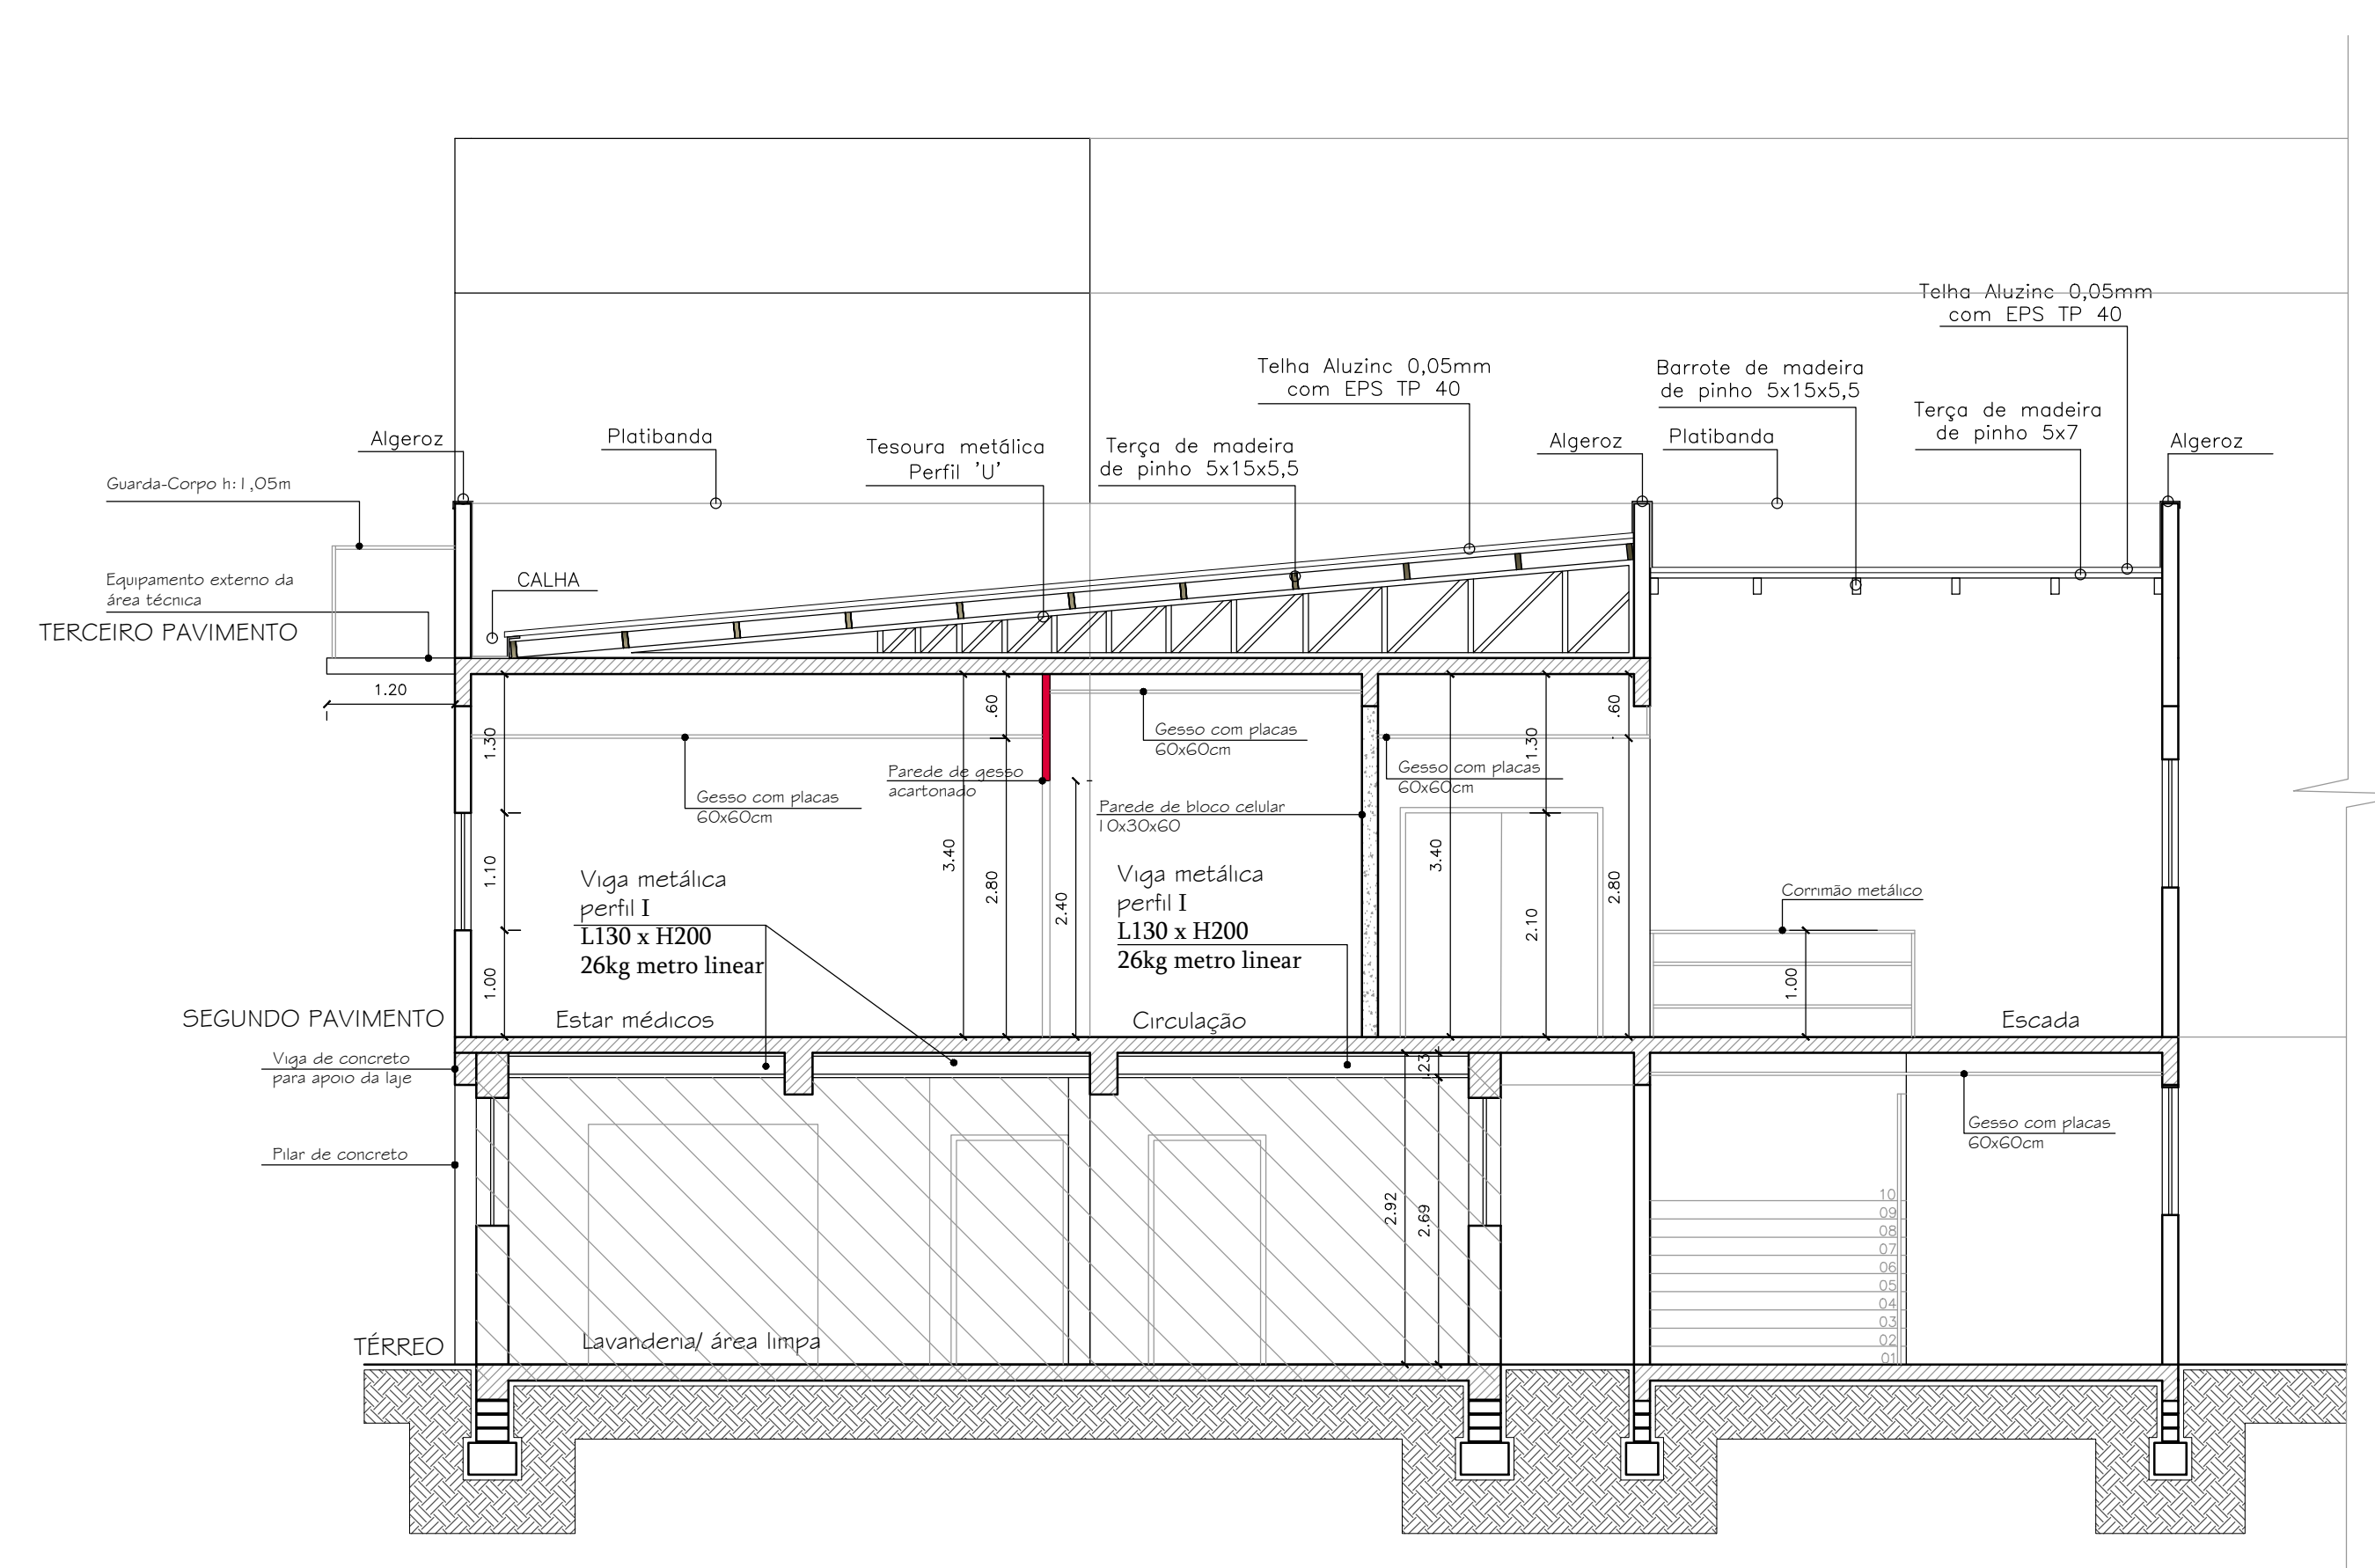 Telha Aluzinc 0,05mm
com EPS TP 40
Telha Aluzinc 0,05mm
com EPS TP 40
Barrote de madeira
de pinho 5x15x5,5
Terça de madeira
de pinho 5x7
Algeroz
Platibanda
Tesoura metálica
Perfil 'U'
Terça de madeira
de pinho 5x15x5,5
Algeroz
Platibanda
Algeroz
Guarda-Corpo h:1,05m
Equipamento externo da
área técnica
CALHA
TERCEIRO PAVIMENTO
1.20
1.30
.60
Gesso com placas
60x60cm
1.30
.60
Parede de gesso
acartonado
Gesso com placas
60x60cm
Gesso com placas
60x60cm
Parede de bloco celular
10x30x60
1.10
3.40
2.80
2.40
3.40
2.10
2.80
Viga metálica
perfil I
L130 x H200
26kg metro linear
Viga metálica
perfil I
L130 x H200
26kg metro linear
Corrimão metálico
1.00
1.00
SEGUNDO PAVIMENTO
Estar médicos
Circulação
Escada
Viga de concreto
para apoio da laje
.23
Gesso com placas
60x60cm
Pilar de concreto
2.92
2.69
10
09
08
07
06
05
04
03
02
01
TÉRREO
Lavanderia/ área limpa